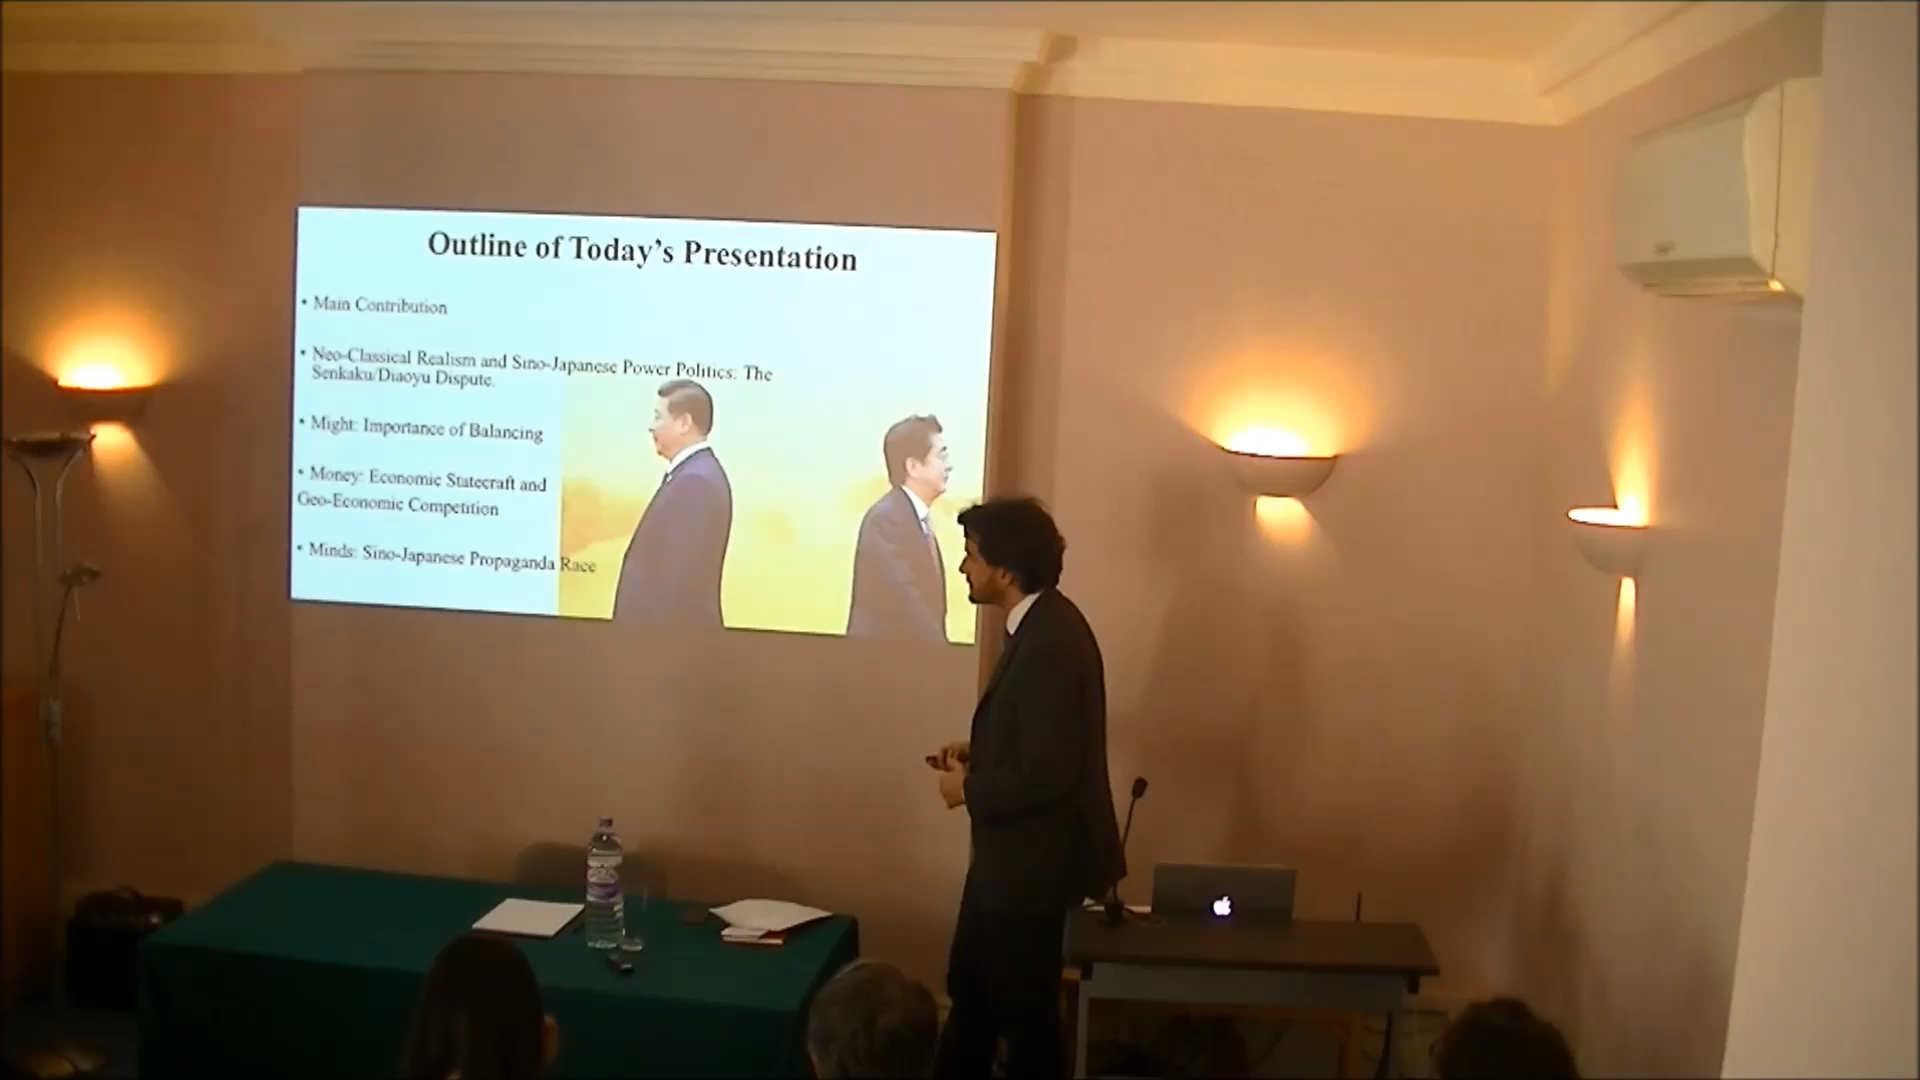 Outline of Today's Presentation
• Main Contribution
• Neo-Classical Realism and Sino-Japanese Power Politics: The
Senkaku/Diaoyu Dispute.
• Might: Importance of Balancing
• Money: Economic Statecraft and
Geo-Economic Competition
• Minds: Sino-Japanese Propaganda Race